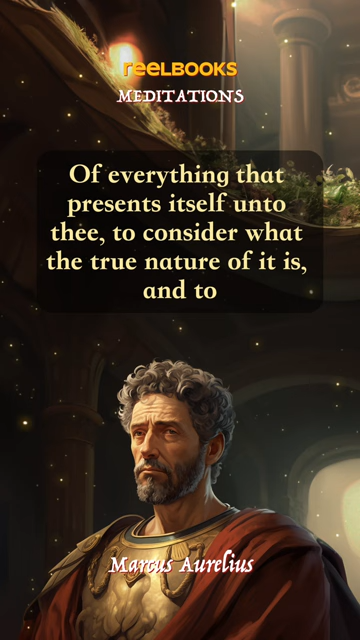 reelBOOKS
MEDITATIONS
Of everything that
presents itself unto
thee, to consider what
the true nature of it is,
and to
Marcus Aurelius